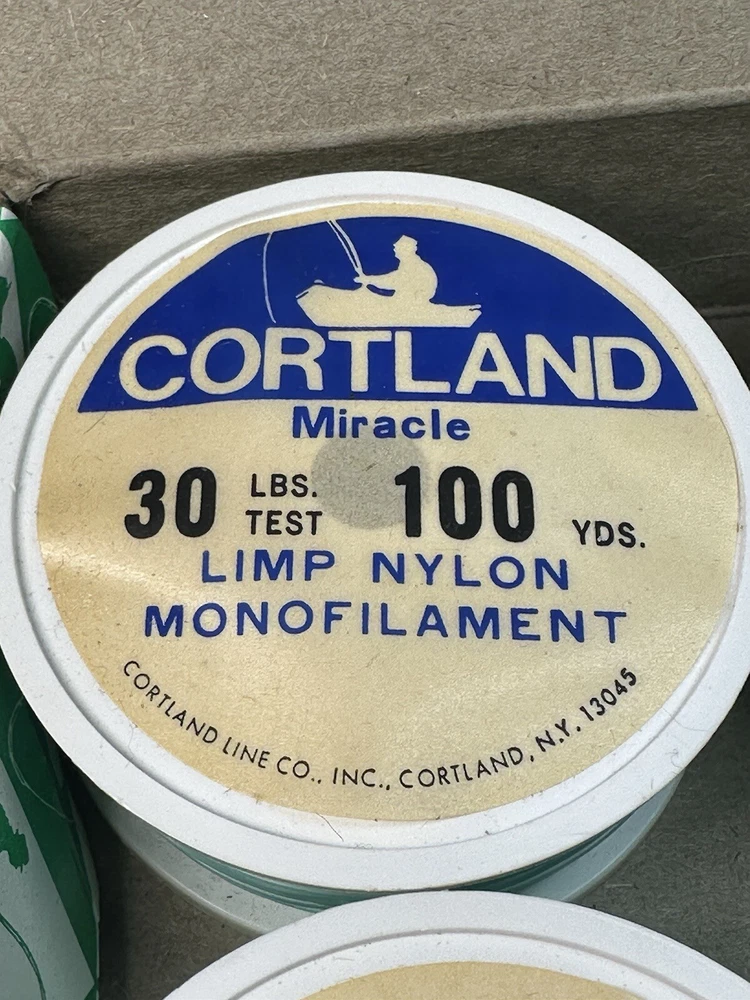 CORTLAND
Miracle
30 LBS. TEST 100 YDS.
LIMP NYLON
MONOFILAMENT
CORTLAND LINE CO., INC., CORTLAND, N.Y. 13045